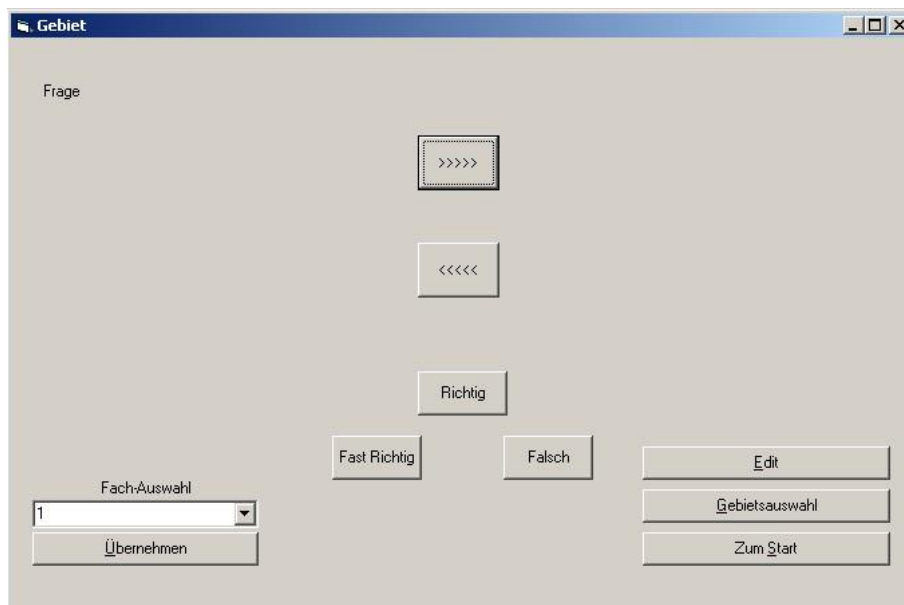 Gebiet
Frage
>>>>>
<<<<<
Richtig
Fast Richtig
Falsch
Edit
Fach-Auswahl
1
Gebietsauswahl
Übernehmen
Zum Start